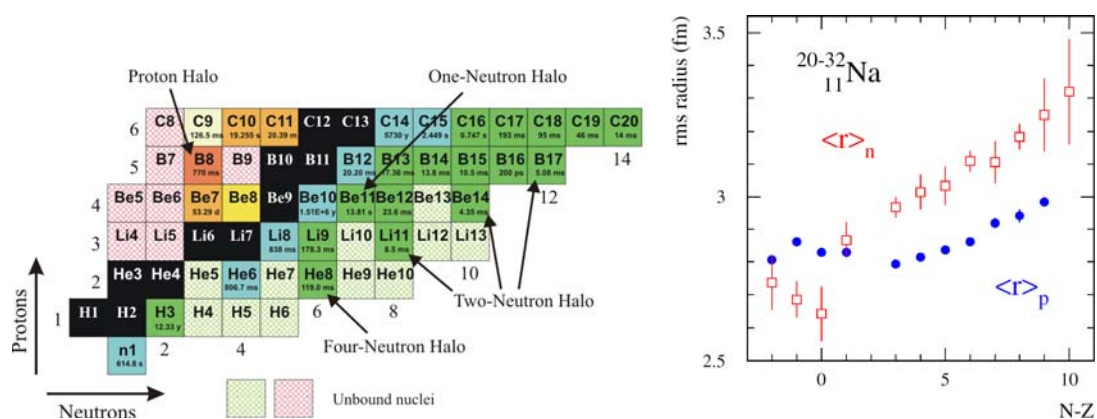 Proton Halo
One-Neutron Halo
6 C8 C9 C10 C11 C12 C13 C14 C15 C16 C17 C18 C19 C20
126.5 ms 19.255 s 20.39 m 5730 y 2.449 s 0.747 s 193 ms 95 ms 46 ms 14 ms
5 B7 B8 B9 B10 B11 B12 B13 B14 B15 B16 B17 14
770 ms 20.20 ms 17.36 ms 13.8 ms 10.5 ms 200 ps 5.08 ms
4 Be5 Be6 Be7 Be8 Be9 Be10 Be11 Be12 Be13 Be14 12
53.29 d 1.51E+6 y 13.81 s 23.6 ms 4.35 ms
3 Li4 Li5 Li6 Li7 Li8 Li9 Li10 Li11 Li12 Li13
838 ms 178.3 ms 8.5 ms 10
2 He3 He4 He5 He6 He7 He8 He9 He10
806.7 ms 119.0 ms
1 H1 H2 H3 H4 H5 H6 6 8 Two-Neutron Halo
12.33 y
n1 2 4 Four-Neutron Halo
614.8 s
Protons
Neutrons
Unbound nuclei
rms radius (fm)
3.5
3
2.5
20-32
11 Na
<r>n
<r>p
0 5 10
N-Z